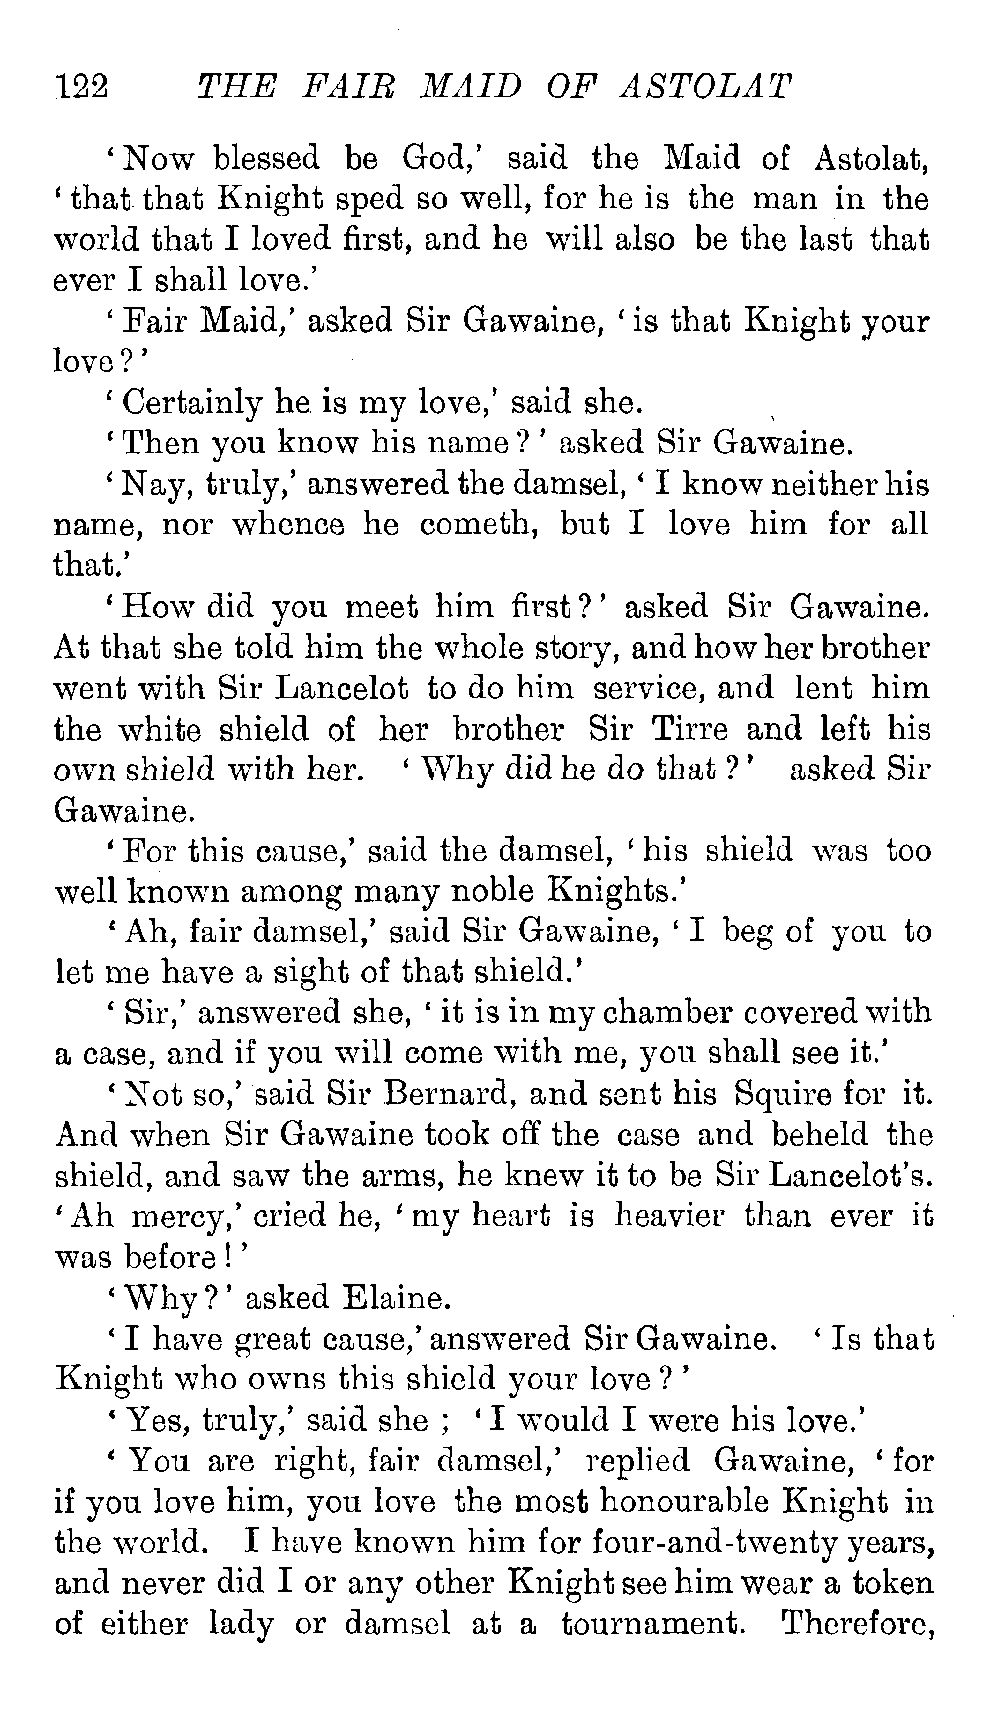 122 THE FAIR MAID OF ASTOLAT
‘Now blessed be God,’ said the Maid of Astolat,
‘that that Knight sped so well, for he is the man in the
world that I loved first, and he will also be the last that
ever I shall love.’
‘Fair Maid,’ asked Sir Gawaine, ‘is that Knight your
love?’
‘Certainly he is my love,’ said she.
‘Then you know his name?’ asked Sir Gawaine.
‘Nay, truly,’ answered the damsel, ‘I know neither his
name, nor whence he cometh, but I love him for all
that.’
‘How did you meet him first?’ asked Sir Gawaine.
At that she told him the whole story, and how her brother
went with Sir Lancelot to do him service, and lent him
the white shield of her brother Sir Tirre and left his
own shield with her. ‘Why did he do that?’ asked Sir
Gawaine.
‘For this cause,’ said the damsel, ‘his shield was too
well known among many noble Knights.’
‘Ah, fair damsel,’ said Sir Gawaine, ‘I beg of you to
let me have a sight of that shield.’
‘Sir,’ answered she, ‘it is in my chamber covered with
a case, and if you will come with me, you shall see it.’
‘Not so,’ said Sir Bernard, and sent his Squire for it.
And when Sir Gawaine took off the case and beheld the
shield, and saw the arms, he knew it to be Sir Lancelot’s.
‘Ah mercy,’ cried he, ‘my heart is heavier than ever it
was before!’
‘Why?’ asked Elaine.
‘I have great cause,’ answered Sir Gawaine. ‘Is that
Knight who owns this shield your love?’
‘Yes, truly,’ said she; ‘I would I were his love.’
‘You are right, fair damsel,’ replied Gawaine, ‘for
if you love him, you love the most honourable Knight in
the world. I have known him for four-and-twenty years,
and never did I or any other Knight see him wear a token
of either lady or damsel at a tournament. Therefore,